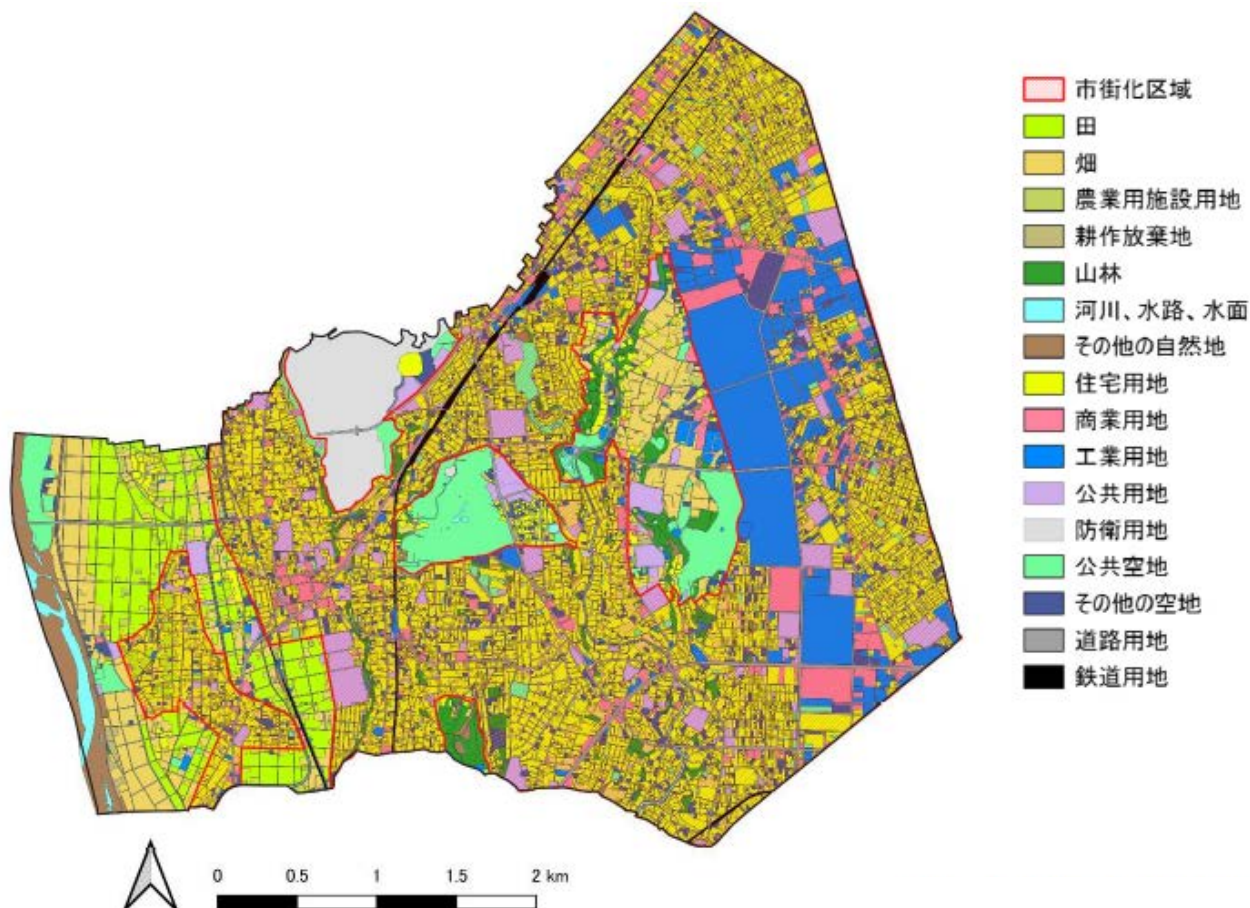 市街化区域
田
畑
農業用施設用地
耕作放棄地
山林
河川、水路、水面
その他の自然地
住宅用地
商業用地
工業用地
公共用地
防衛用地
公共空地
その他の空地
道路用地
鉄道用地
0 0.5 1 1.5 2 km